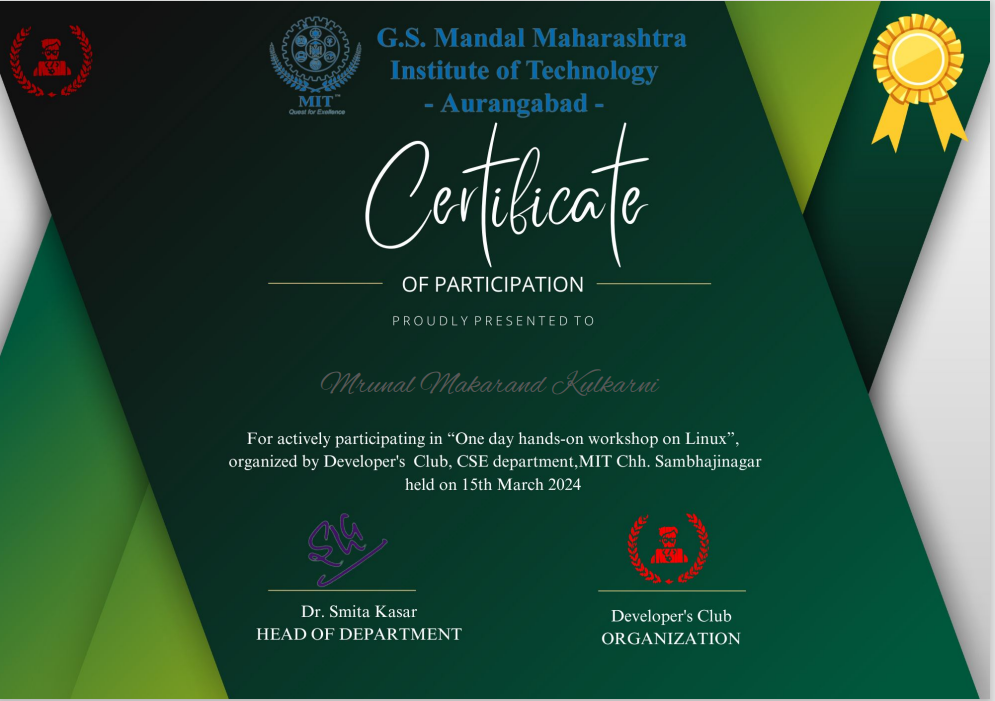 G.S. Mandal Maharashtra
Institute of Technology
- Aurangabad -
MIT™
Quest for Excellence
Certificate
OF PARTICIPATION
PROUDLY PRESENTED TO
Mrunal Makarand Kulkarni
For actively participating in “One day hands-on workshop on Linux”,
organized by Developer's Club, CSE department,MIT Chh. Sambhajinagar
held on 15th March 2024
Dr. Smita Kasar
HEAD OF DEPARTMENT
Developer's Club
ORGANIZATION